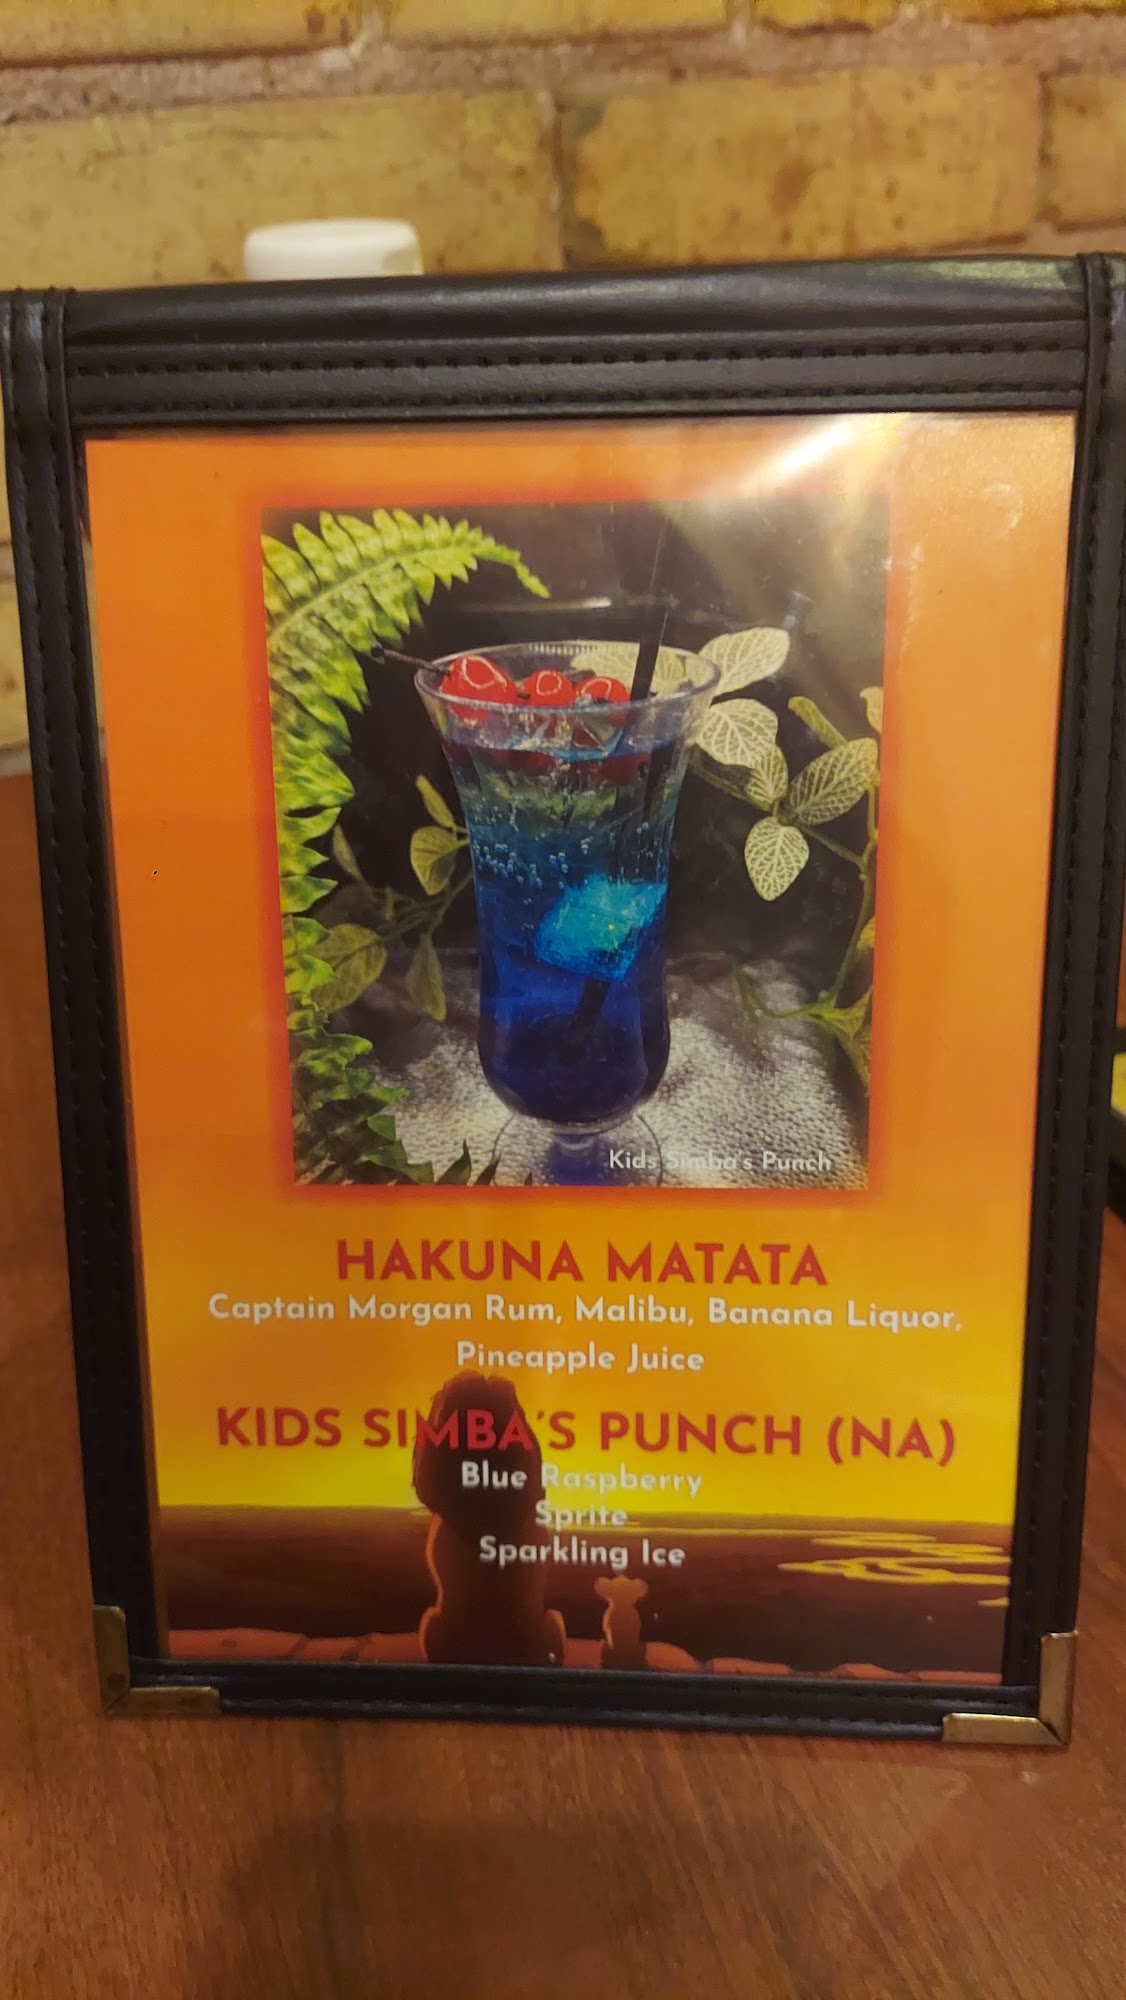 Kids Simba's Punch
HAKUNA MATATA
Captain Morgan Rum, Malibu, Banana Liquor,
Pineapple Juice
KIDS SIMBA'S PUNCH (NA)
Blue Raspberry
Sprite
Sparkling Ice